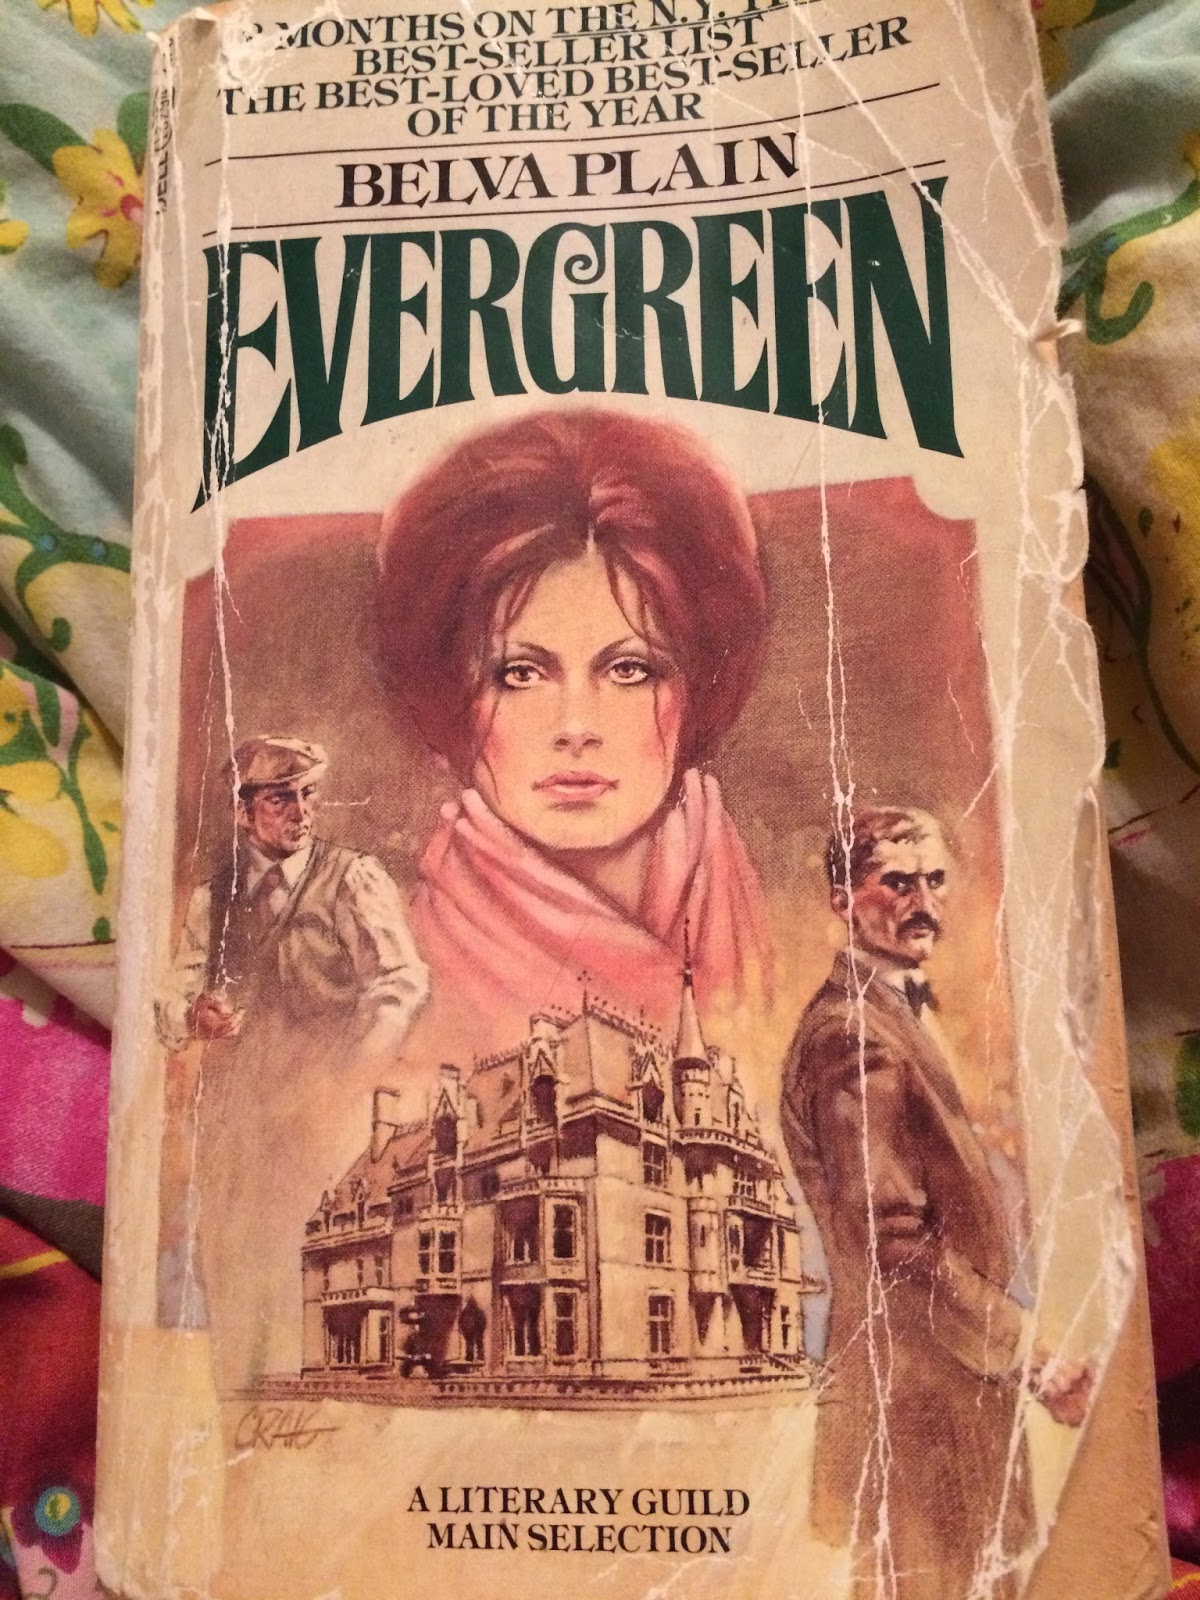 MONTHS ON THE N.Y.
BEST-SELLER LIST
THE BEST-LOVED BEST-SELLER
OF THE YEAR
BELVA PLAIN
EVERGREEN
CRAIG
A LITERARY GUILD
MAIN SELECTION